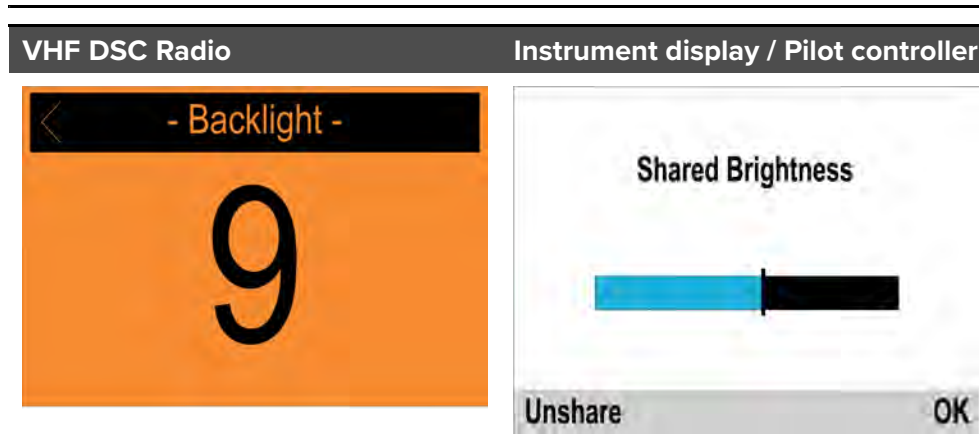 VHF DSC Radio
Instrument display / Pilot controller
- Backlight -
9
Shared Brightness
Unshare
OK